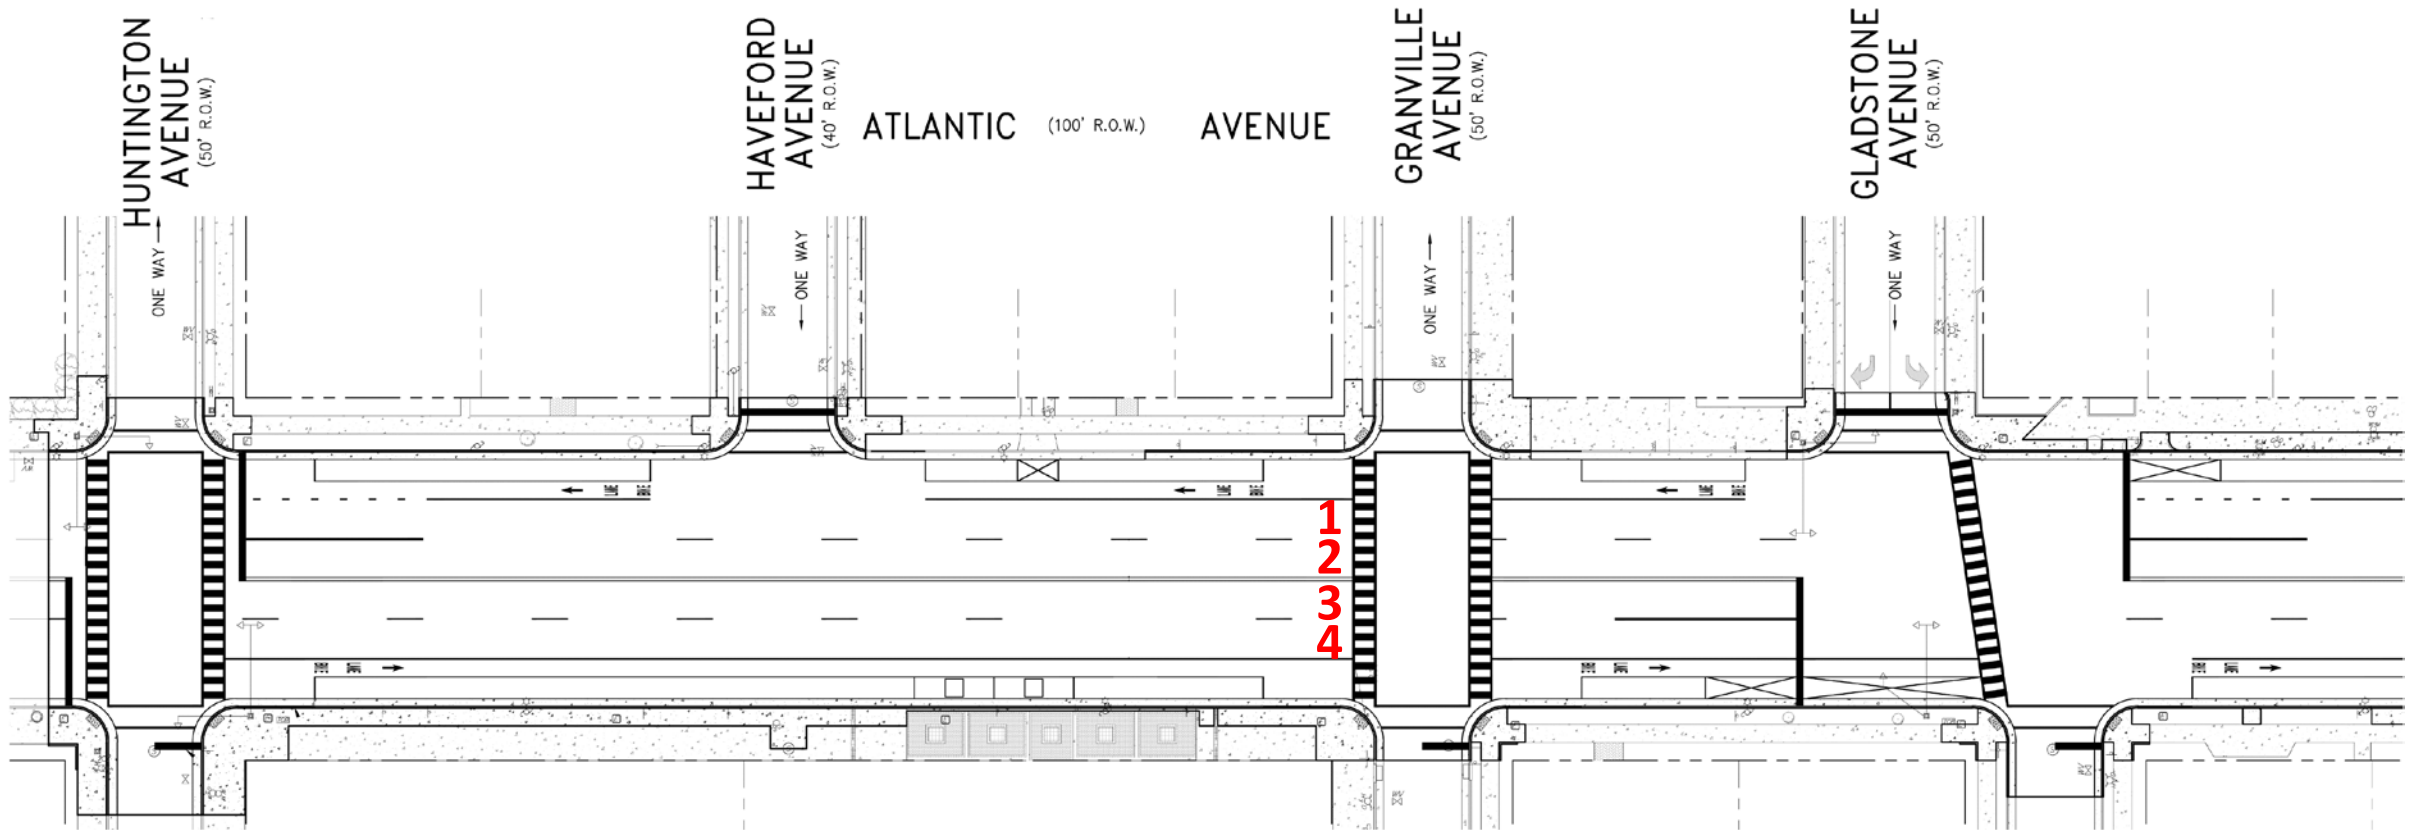 HUNTINGTON
AVENUE
(50' R.O.W.)
HAVEFORD
AVENUE
(40' R.O.W.)
ATLANTIC (100' R.O.W.) AVENUE
GRANVILLE
AVENUE
(50' R.O.W.)
GLADSTONE
AVENUE
(50' R.O.W.)
ONE WAY
ONE WAY
ONE WAY
ONE WAY
1
2
3
4